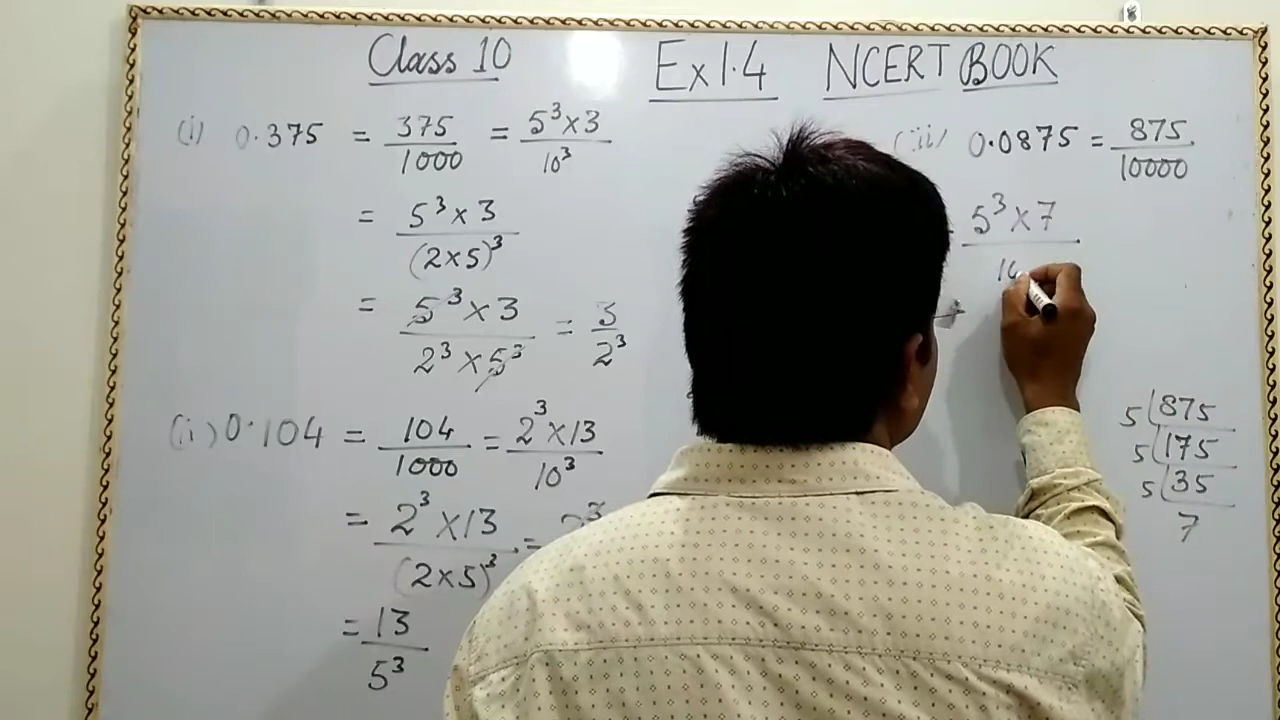 Class 10 Ex 1.4 NCERT BOOK
(i) 0.375 = 375/1000 = 5³×3/10³
= 5³×3/(2×5)³
= 5³×3/2³×5³ = 3/2³
(ii) 0.104 = 104/1000 = 2³×13/10³
= 2³×13/(2×5)³ =
= 13/5³
(iii) 0.0875 = 875/10000
5³×7
5 875
5 175
5 35
7